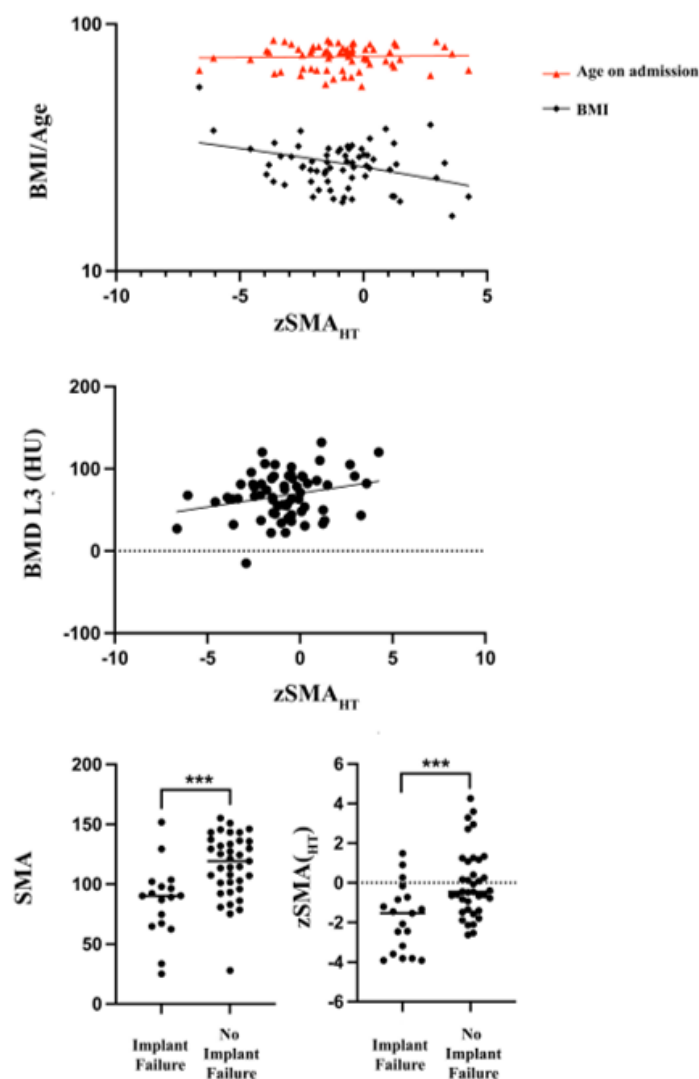 100
BMI/Age
10
-10
-5
0
5
zSMAHT
Age on admission
BMI
200
BMD L3 (HU)
100
0
-100
-10
-5
0
5
10
zSMAHT
200
***
SMA
150
100
50
0
Implant
Failure
No
Implant
Failure
6
***
zSMA(HT)
4
2
0
-2
-4
-6
Implant
Failure
No
Implant
Failure